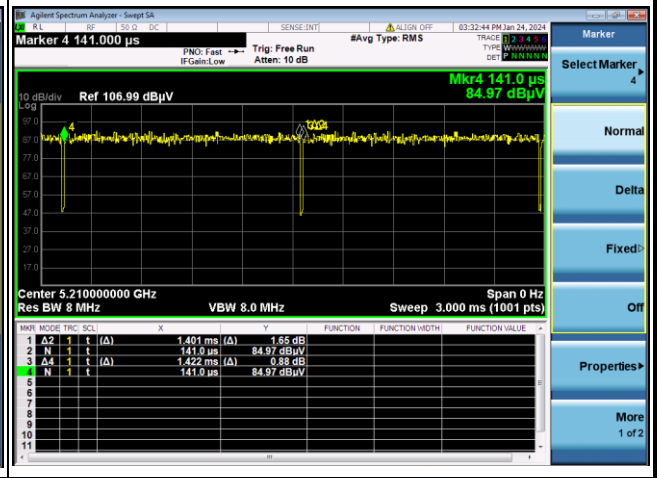 Agilent Spectrum Analyzer - Swept SA
RL RF 50 Ω DC SENSE:INT ALIGN OFF 03:32:44 PM Jan 24, 2024
Marker 4 141.000 µs
#Avg Type: RMS
TRACE 1 2 3 4 5 6
PNO: Fast Trig: Free Run
TYPE WWWWWW
IFGain:Low Atten: 10 dB
DET P N N N N N
Mkr4 141.0 µs
84.97 dBµV
10 dB/div Ref 106.99 dBµV
Log
97.0
87.0
77.0
67.0
57.0
47.0
37.0
27.0
17.0
4
Center 5.210000000 GHz Span 0 Hz
Res BW 8 MHz VBW 8.0 MHz Sweep 3.000 ms (1001 pts)
MKR MODE TRC SCL X Y FUNCTION FUNCTION WIDTH FUNCTION VALUE
1 Δ2 1 t (Δ) 1.401 ms (Δ) 1.65 dB
2 N 1 t 141.0 µs 84.97 dBµV
3 Δ4 1 t (Δ) 1.422 ms (Δ) 0.88 dB
4 N 1 t 141.0 µs 84.97 dBµV
5
6
7
8
9
10
11
Marker
Select Marker
4
Normal
Delta
Fixed
Off
Properties
More
1 of 2